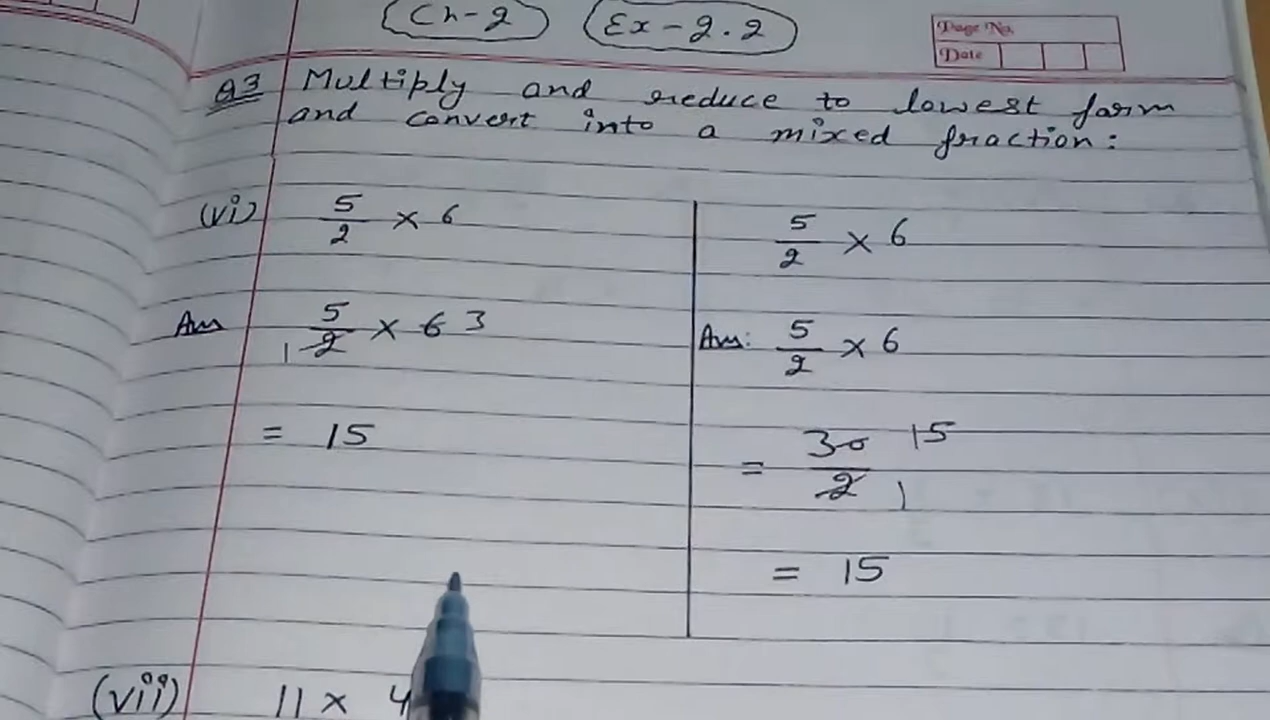 Ch-2 Ex-2.2
Page No.
Date
Q3 Multiply and reduce to lowest form
and convert into a mixed fraction:
(vi) 5/2 × 6
Ans 5/2 × 6 3
1
= 15
5/2 × 6
Ans: 5/2 × 6
= 30/2 15
1
= 15
(vii) 11 × 4